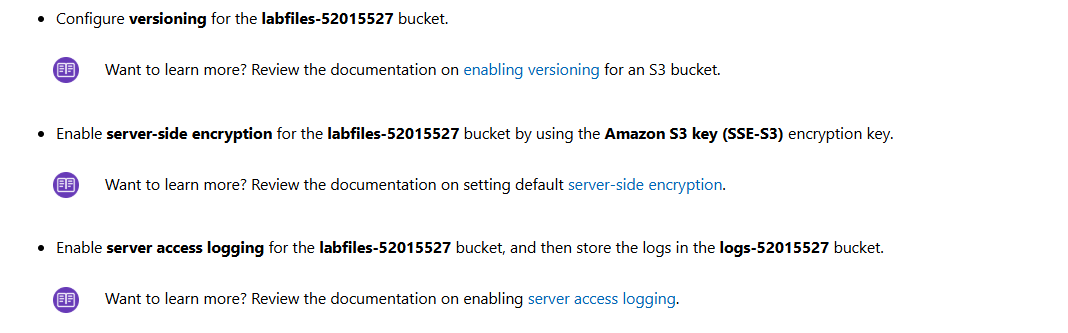 Configure versioning for the labfiles-52015527 bucket.
Want to learn more? Review the documentation on enabling versioning for an S3 bucket.
Enable server-side encryption for the labfiles-52015527 bucket by using the Amazon S3 key (SSE-S3) encryption key.
Want to learn more? Review the documentation on setting default server-side encryption.
Enable server access logging for the labfiles-52015527 bucket, and then store the logs in the logs-52015527 bucket.
Want to learn more? Review the documentation on enabling server access logging.